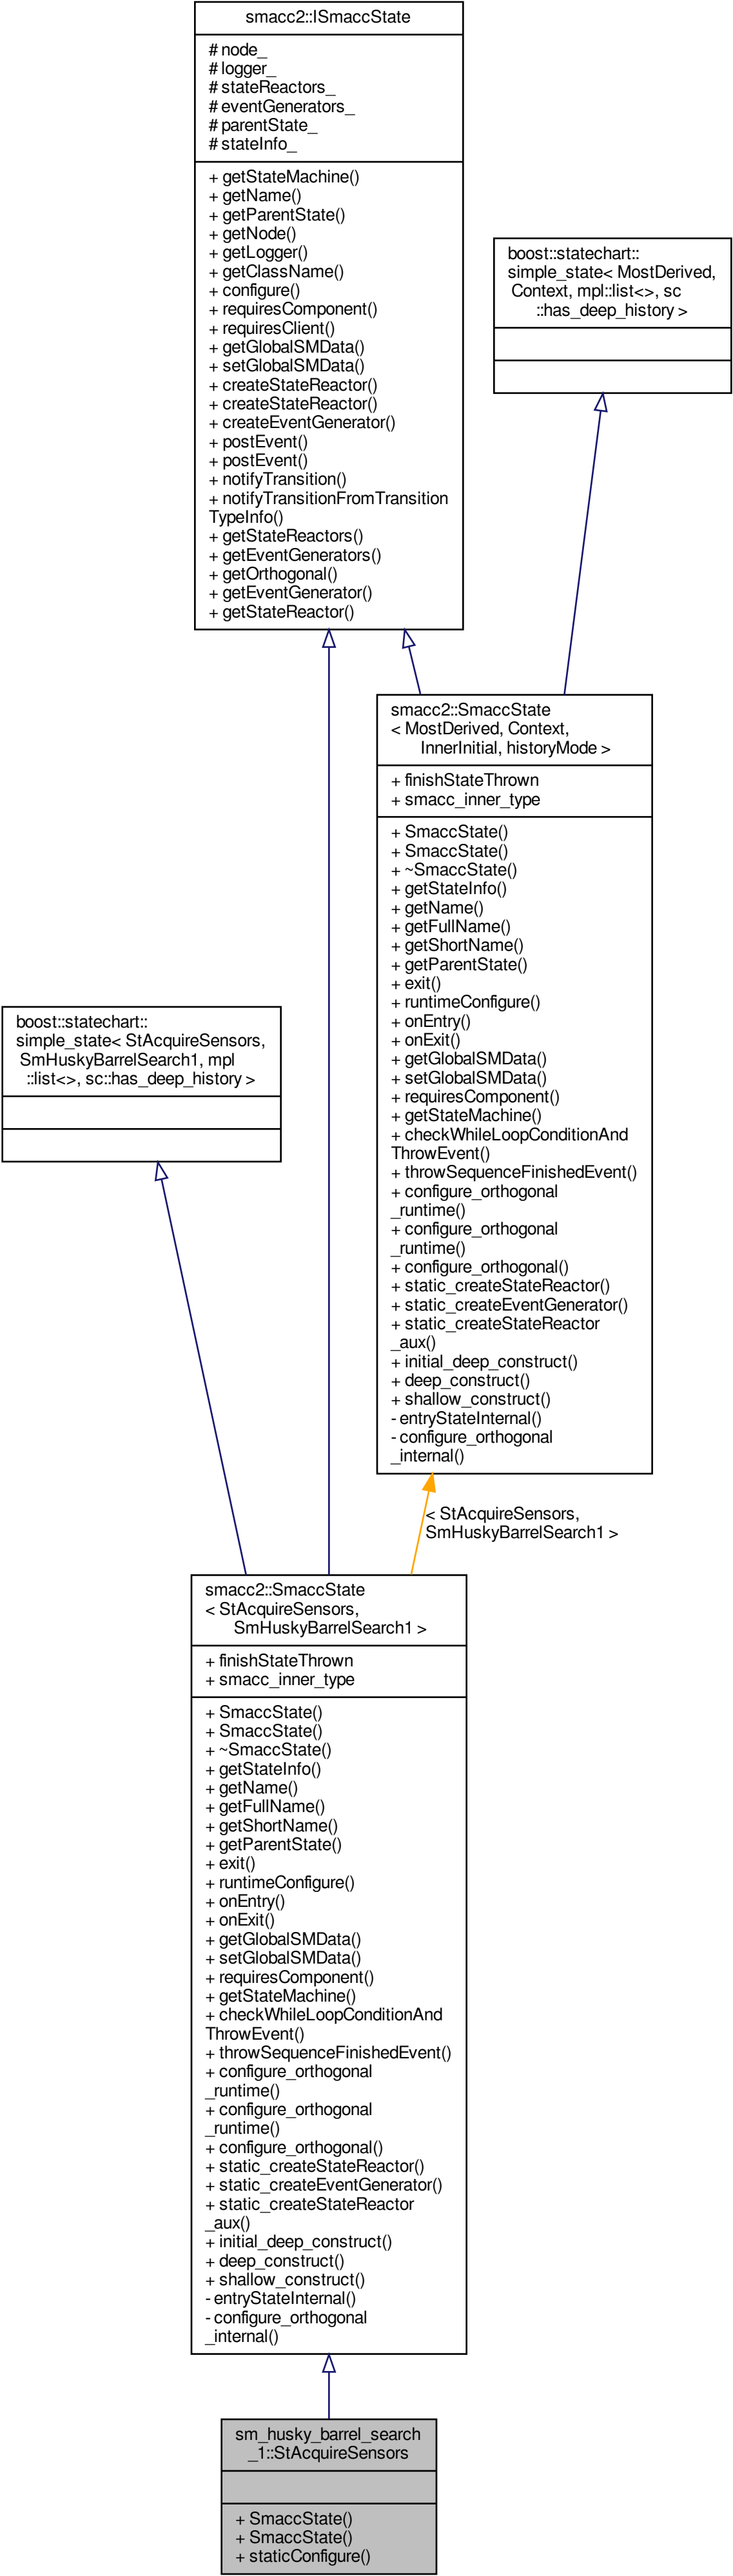 smacc2::ISmaccState
# node_
# logger_
# stateReactors_
# eventGenerators_
# parentState_
# stateInfo_
+ getStateMachine()
+ getName()
+ getParentState()
+ getNode()
+ getLogger()
+ getClassName()
+ configure()
+ requiresComponent()
+ requiresClient()
+ getGlobalSMData()
+ setGlobalSMData()
+ createStateReactor()
+ createStateReactor()
+ createEventGenerator()
+ postEvent()
+ postEvent()
+ notifyTransition()
+ notifyTransitionFromTransition
TypeInfo()
+ getStateReactors()
+ getEventGenerators()
+ getOrthogonal()
+ getEventGenerator()
+ getStateReactor()
boost::statechart::
simple_state< MostDerived,
Context, mpl::list<>, sc
::has_deep_history >
smacc2::SmaccState
< MostDerived, Context,
InnerInitial, historyMode >
+ finishStateThrown
+ smacc_inner_type
+ SmaccState()
+ SmaccState()
+ ~SmaccState()
+ getStateInfo()
+ getName()
+ getFullName()
+ getShortName()
+ getParentState()
+ exit()
+ runtimeConfigure()
+ onEntry()
+ onExit()
+ getGlobalSMData()
+ setGlobalSMData()
+ requiresComponent()
+ getStateMachine()
+ checkWhileLoopConditionAnd
ThrowEvent()
+ throwSequenceFinishedEvent()
+ configure_orthogonal
_runtime()
+ configure_orthogonal
_runtime()
+ configure_orthogonal()
+ static_createStateReactor()
+ static_createEventGenerator()
+ static_createStateReactor
_aux()
+ initial_deep_construct()
+ deep_construct()
+ shallow_construct()
- entryStateInternal()
- configure_orthogonal
_internal()
boost::statechart::
simple_state< StAcquireSensors,
SmHuskyBarrelSearch1, mpl
::list<>, sc::has_deep_history >
< StAcquireSensors,
SmHuskyBarrelSearch1 >
smacc2::SmaccState
< StAcquireSensors,
SmHuskyBarrelSearch1 >
+ finishStateThrown
+ smacc_inner_type
+ SmaccState()
+ SmaccState()
+ ~SmaccState()
+ getStateInfo()
+ getName()
+ getFullName()
+ getShortName()
+ getParentState()
+ exit()
+ runtimeConfigure()
+ onEntry()
+ onExit()
+ getGlobalSMData()
+ setGlobalSMData()
+ requiresComponent()
+ getStateMachine()
+ checkWhileLoopConditionAnd
ThrowEvent()
+ throwSequenceFinishedEvent()
+ configure_orthogonal
_runtime()
+ configure_orthogonal
_runtime()
+ configure_orthogonal()
+ static_createStateReactor()
+ static_createEventGenerator()
+ static_createStateReactor
_aux()
+ initial_deep_construct()
+ deep_construct()
+ shallow_construct()
- entryStateInternal()
- configure_orthogonal
_internal()
sm_husky_barrel_search
_1::StAcquireSensors
+ SmaccState()
+ SmaccState()
+ staticConfigure()